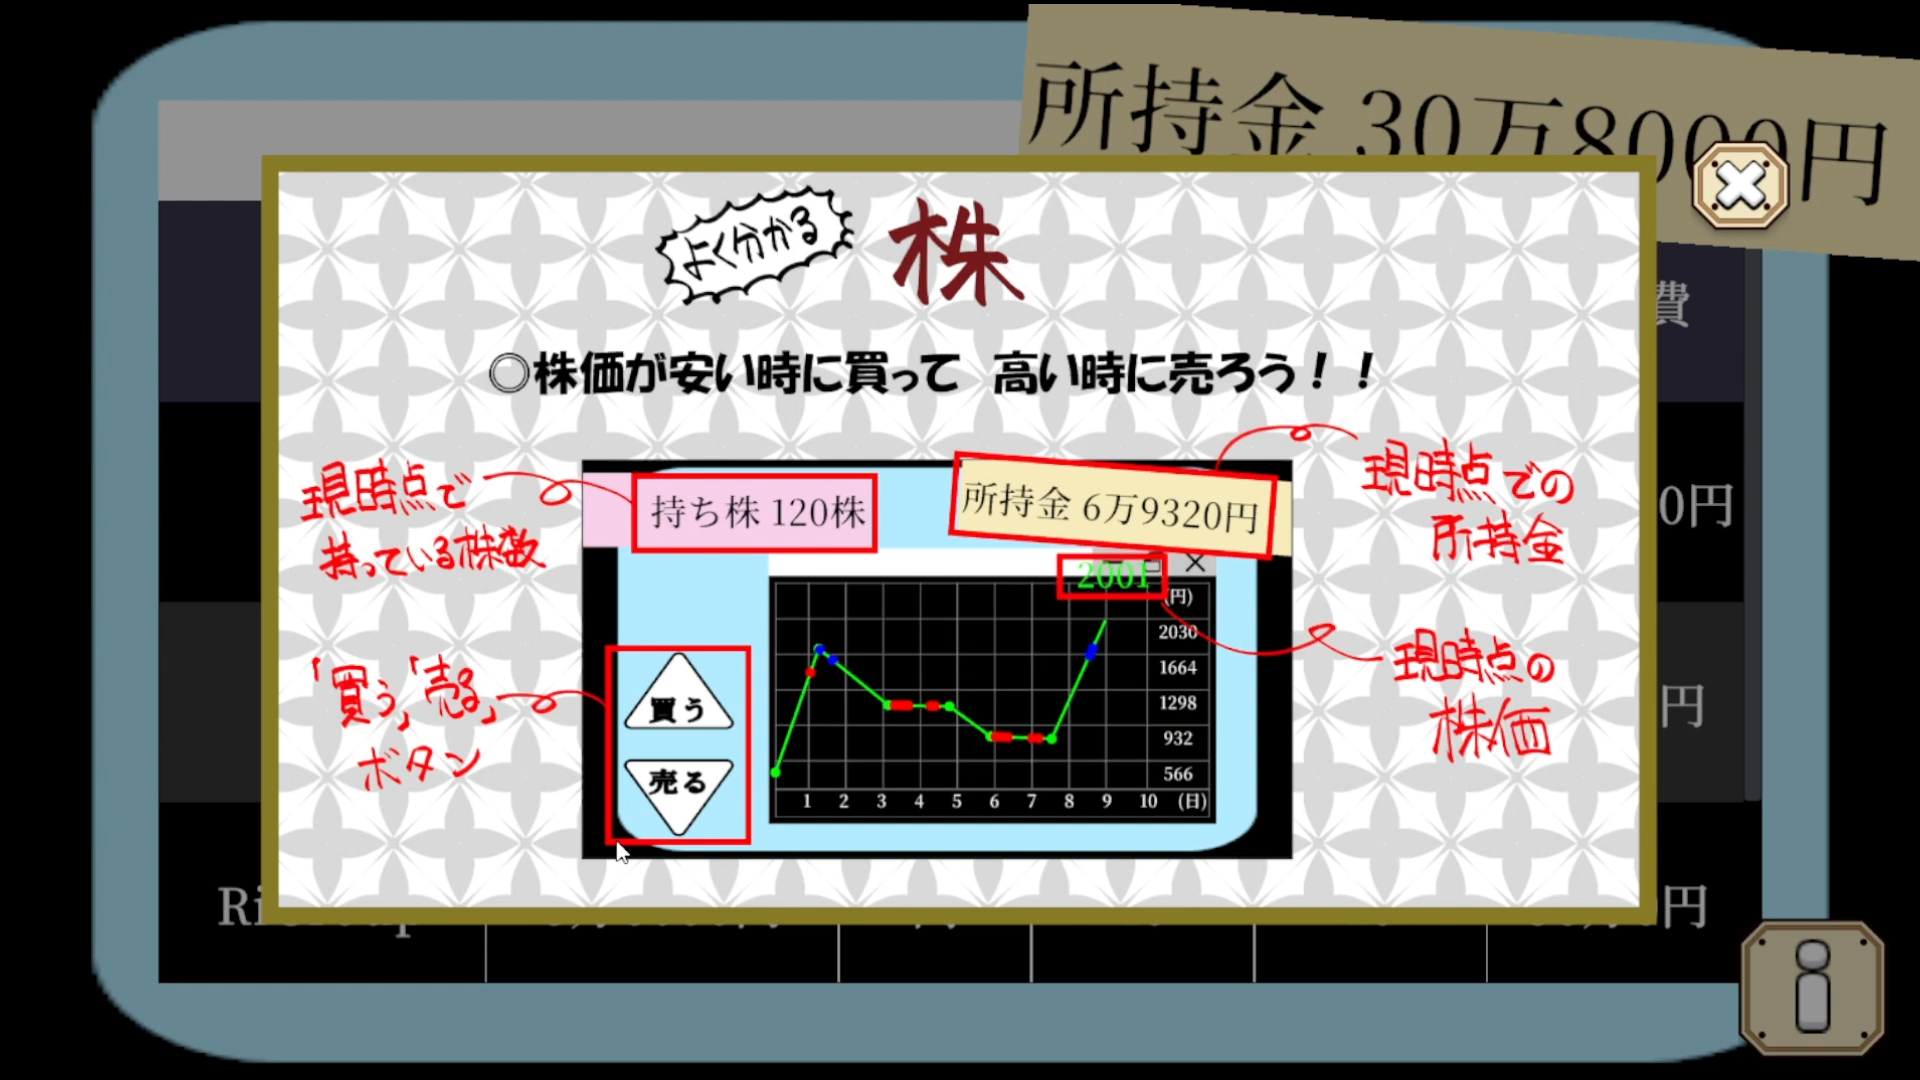 所持金 30万8000円
費
よく分かる 株
◎株価が安い時に買って 高い時に売ろう！！
現時点で
持っている株数
持ち株 120株
所持金 6万9320円
現時点での
所持金
2001
(円)
2030
1664
1298
932
566
1 2 3 4 5 6 7 8 9 10 (日)
「買う」「売る」
ボタン
買う
売る
現時点の
株価
0円
円
円